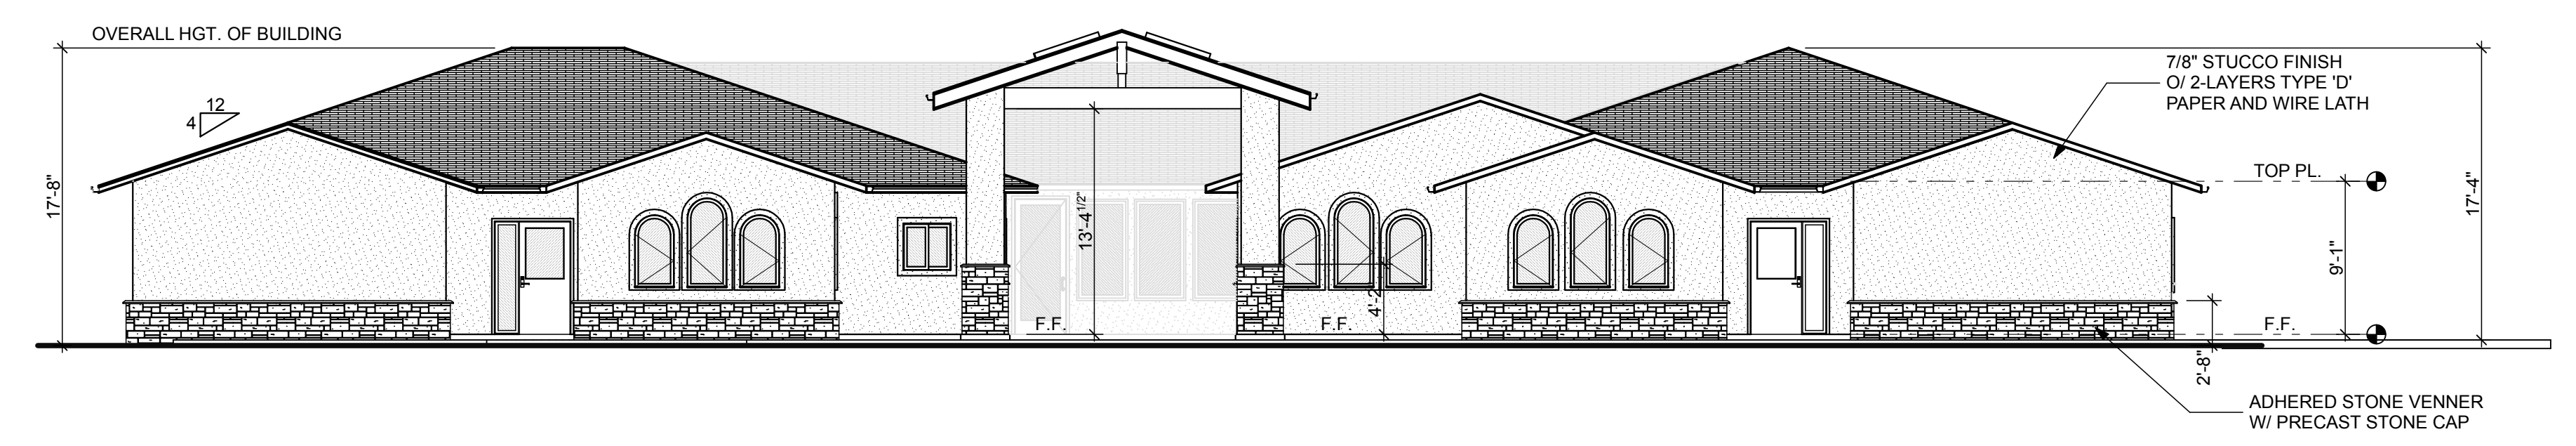 OVERALL HGT. OF BUILDING
12
4
17'-8"
13'-4 1/2"
F.F.
F.F.
4'-2"
7/8" STUCCO FINISH
O/ 2-LAYERS TYPE 'D'
PAPER AND WIRE LATH
TOP PL.
17'-4"
9'-1"
F.F.
2'-8"
ADHERED STONE VENNER
W/ PRECAST STONE CAP